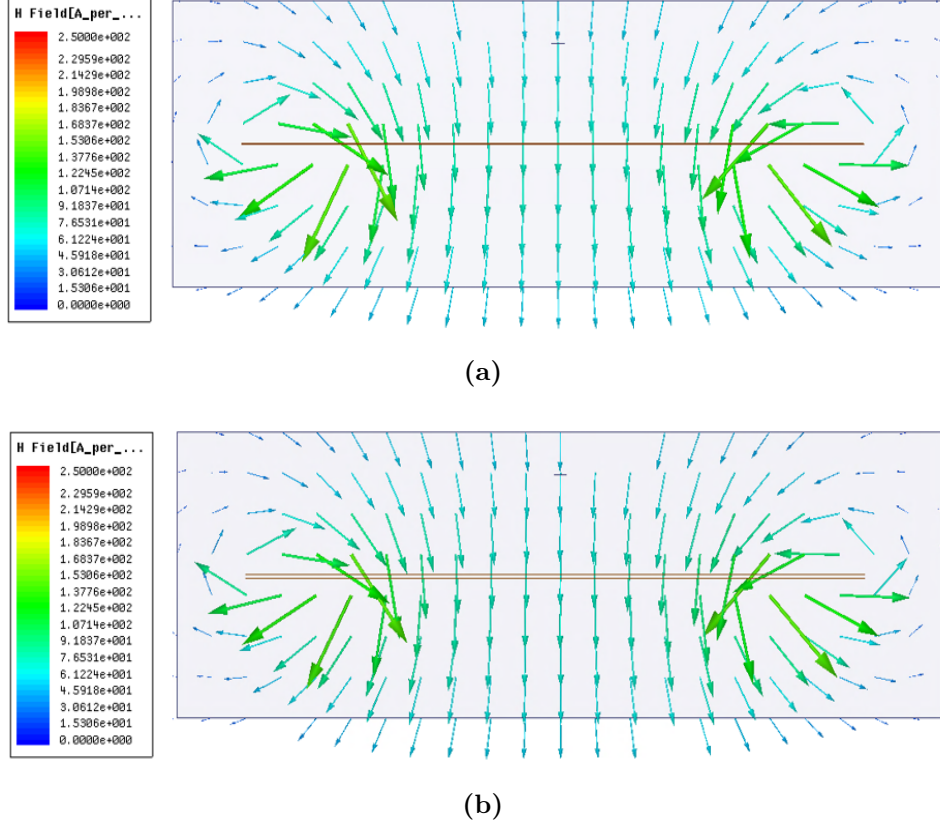 H Field[A_per_...
2.5000e+002
2.2959e+002
2.1429e+002
1.9898e+002
1.8367e+002
1.6837e+002
1.5306e+002
1.3776e+002
1.2245e+002
1.0714e+002
9.1837e+001
7.6531e+001
6.1224e+001
4.5918e+001
3.0612e+001
1.5306e+001
0.0000e+000
(a)
H Field[A_per_...
2.5000e+002
2.2959e+002
2.1429e+002
1.9898e+002
1.8367e+002
1.6837e+002
1.5306e+002
1.3776e+002
1.2245e+002
1.0714e+002
9.1837e+001
7.6531e+001
6.1224e+001
4.5918e+001
3.0612e+001
1.5306e+001
0.0000e+000
(b)